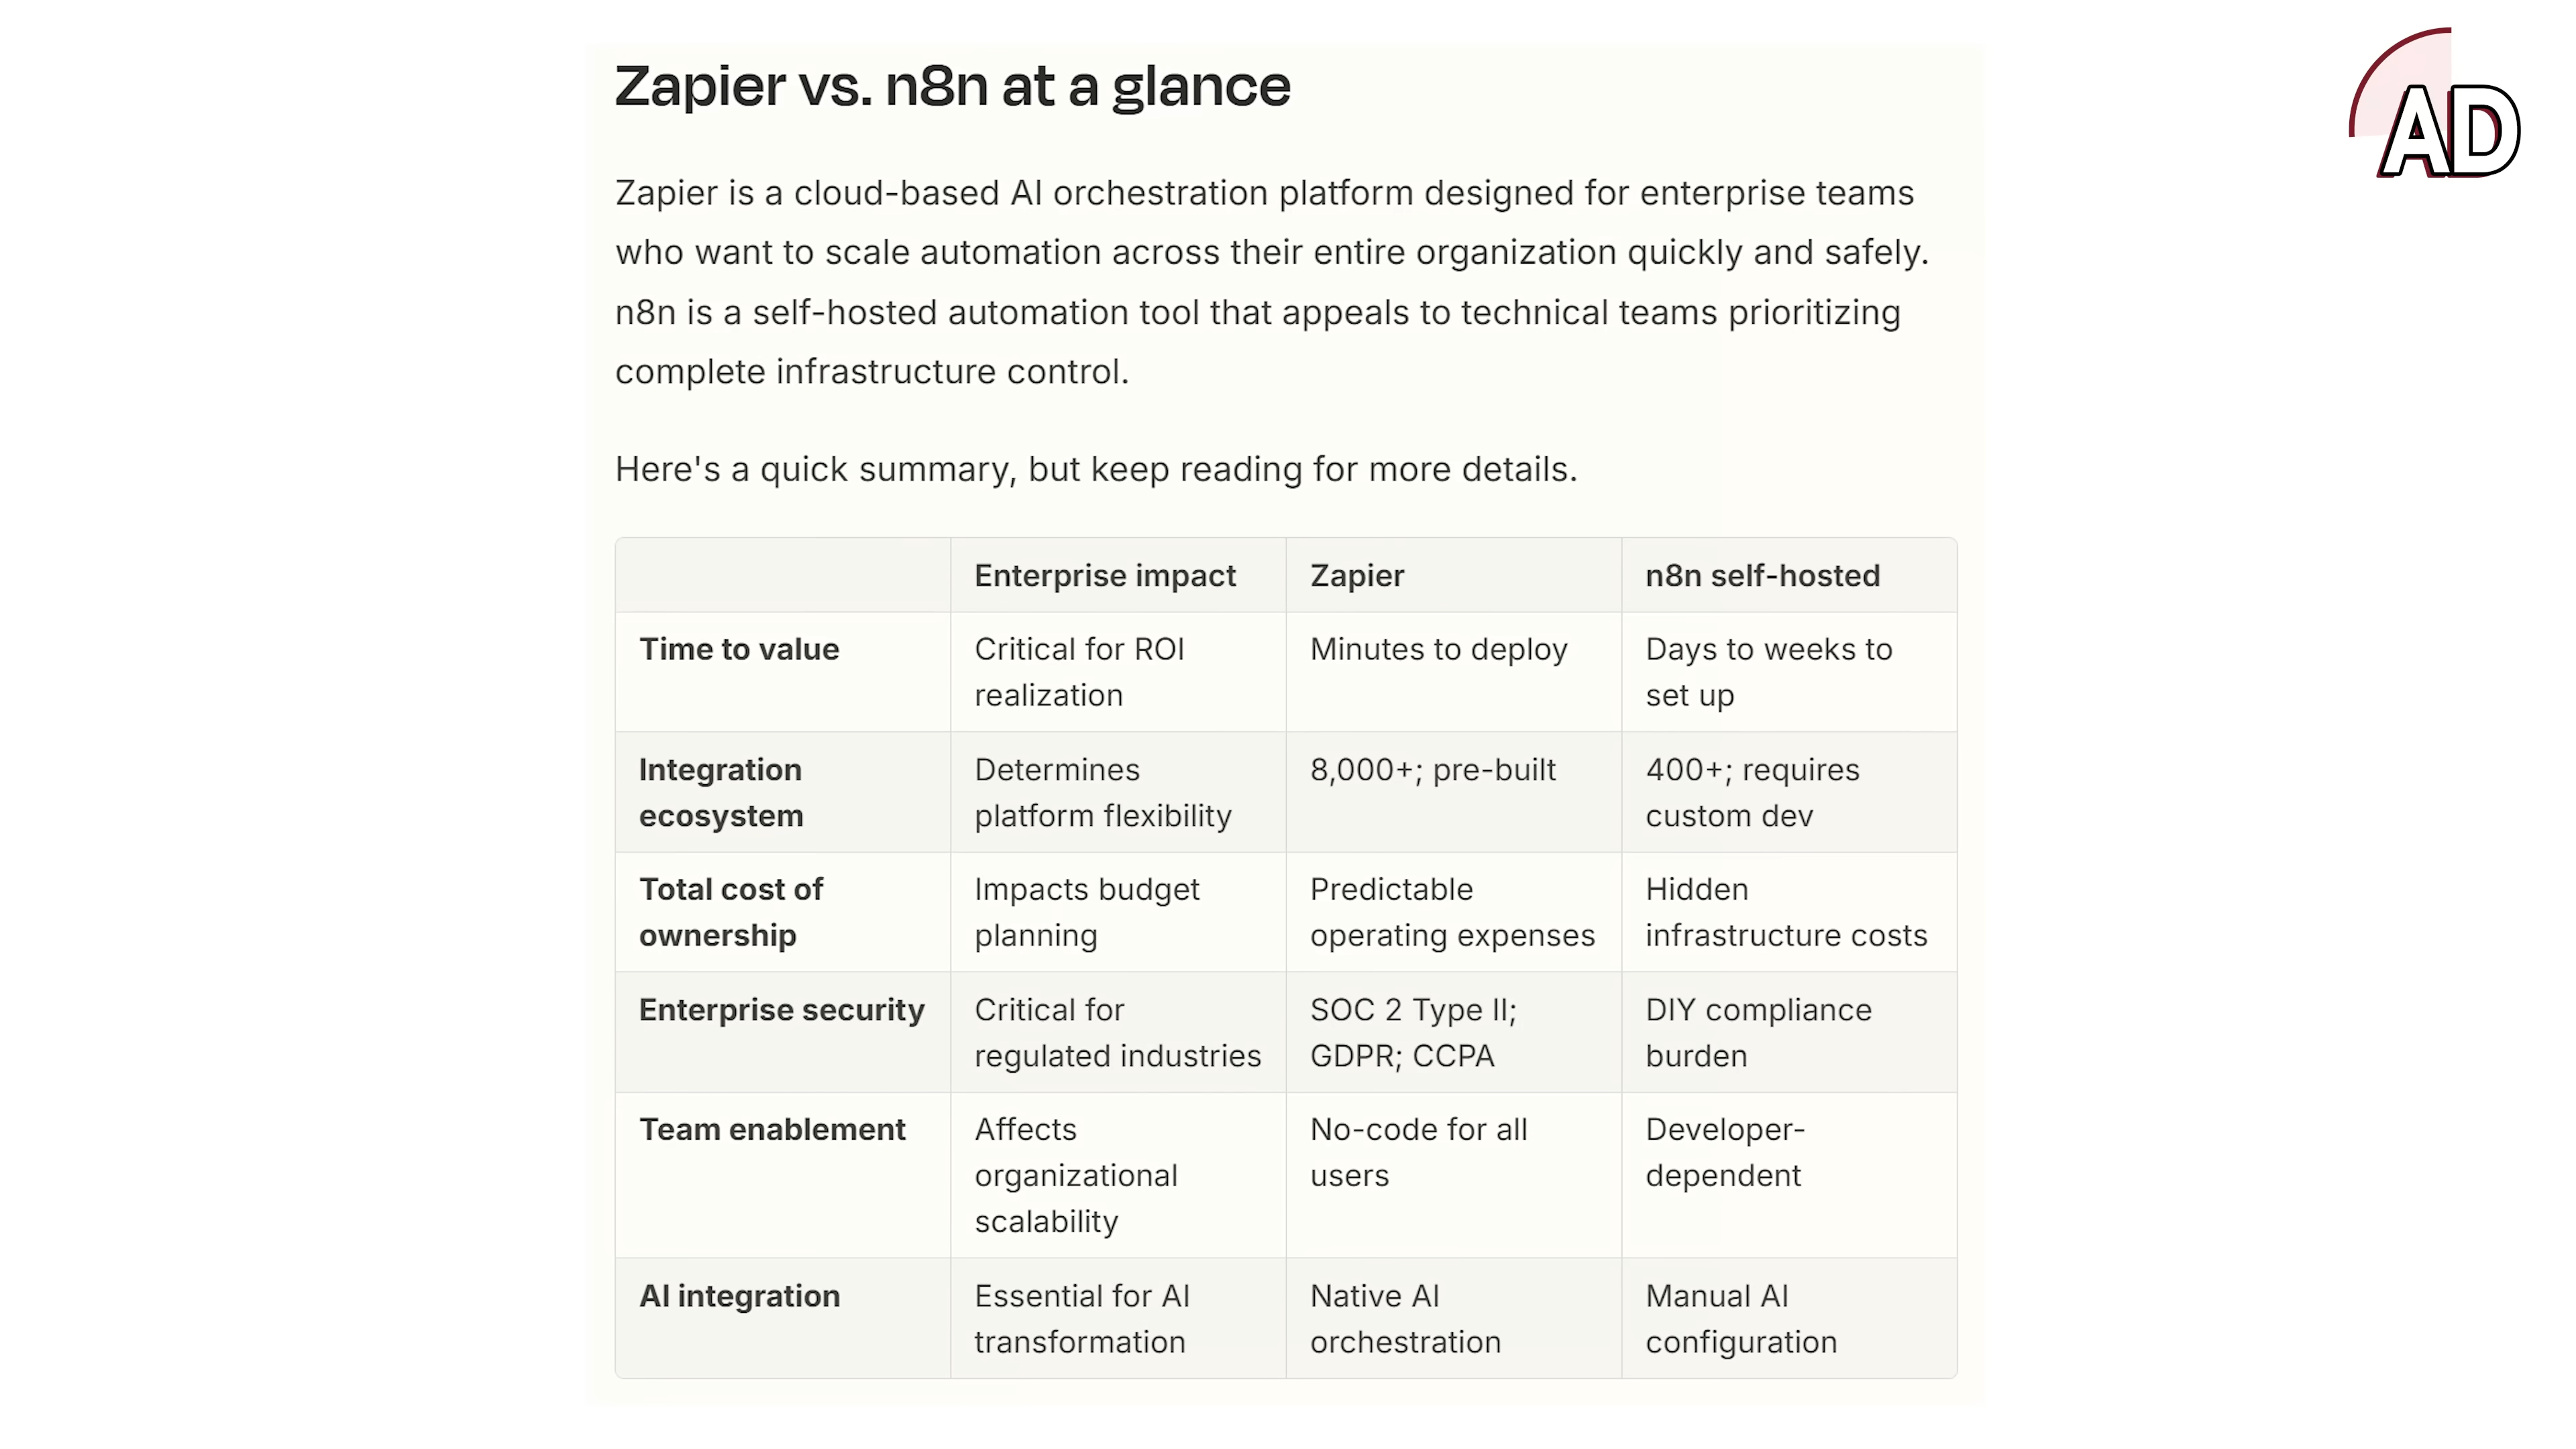 Zapier vs. n8n at a glance
AD
Zapier is a cloud-based AI orchestration platform designed for enterprise teams
who want to scale automation across their entire organization quickly and safely.
n8n is a self-hosted automation tool that appeals to technical teams prioritizing
complete infrastructure control.
Here's a quick summary, but keep reading for more details.
Enterprise impact
Zapier
n8n self-hosted
Time to value
Critical for ROI
realization
Minutes to deploy
Days to weeks to
set up
Integration
ecosystem
Determines
platform flexibility
8,000+; pre-built
400+; requires
custom dev
Total cost of
ownership
Impacts budget
planning
Predictable
operating expenses
Hidden
infrastructure costs
Enterprise security
Critical for
regulated industries
SOC 2 Type II;
GDPR; CCPA
DIY compliance
burden
Team enablement
Affects
organizational
scalability
No-code for all
users
Developer-
dependent
AI integration
Essential for AI
transformation
Native AI
orchestration
Manual AI
configuration